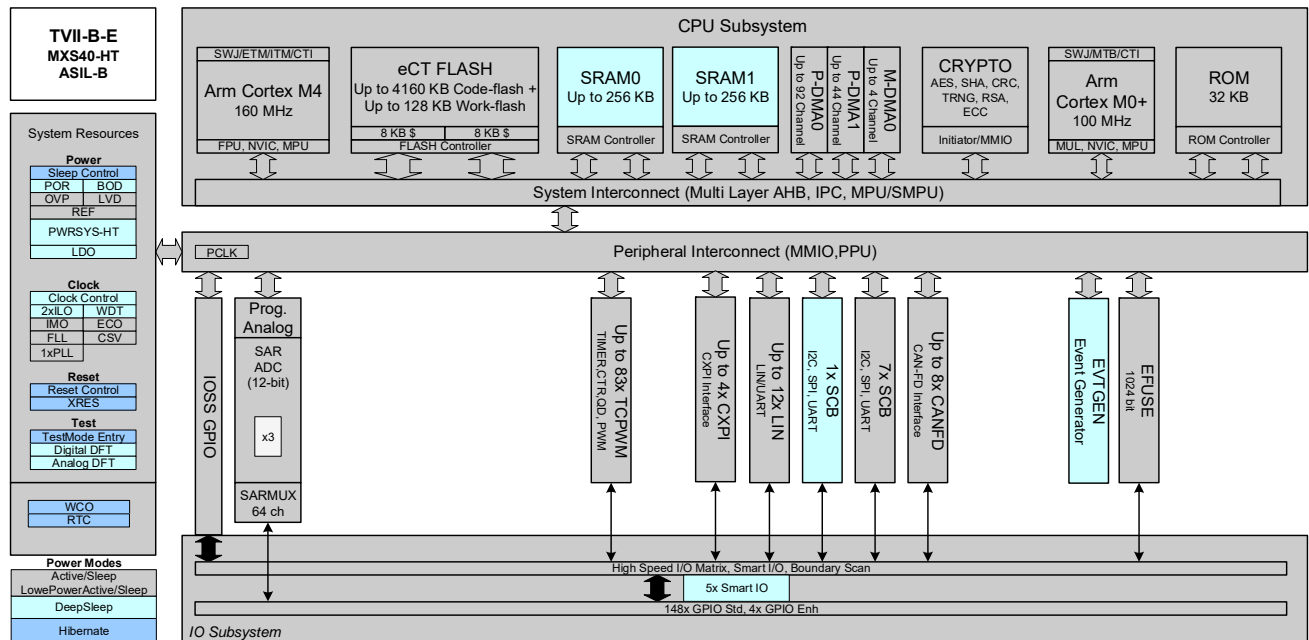 TVII-B-E
MXS40-HT
ASIL-B
System Resources
Power
Sleep Control
POR
BOD
OVP
LVD
REF
PWRSYS-HT
LDO
Clock
Clock Control
2xILO
WDT
IMO
ECO
FLL
CSV
1xPLL
Reset
Reset Control
XRES
Test
TestMode Entry
Digital DFT
Analog DFT
WCO
RTC
Power Modes
Active/Sleep
LowePowerActive/Sleep
DeepSleep
Hibernate
CPU Subsystem
SWJ/ETM/ITM/CTI
Arm Cortex M4
160 MHz
FPU, NVIC, MPU
eCT FLASH
Up to 4160 KB Code-flash +
Up to 128 KB Work-flash
8 KB $
8 KB $
FLASH Controller
SRAM0
Up to 256 KB
SRAM Controller
SRAM1
Up to 256 KB
SRAM Controller
P-DMA0
Up to 92 Channel
P-DMA1
Up to 44 Channel
M-DMA0
Up to 4 Channel
CRYPTO
AES, SHA, CRC,
TRNG, RSA,
ECC
Initiator/MMIO
SWJ/MTB/CTI
Arm
Cortex M0+
100 MHz
MUL, NVIC, MPU
ROM
32 KB
ROM Controller
System Interconnect (Multi Layer AHB, IPC, MPU/SMPU)
PCLK
Peripheral Interconnect (MMIO,PPU)
IOSS GPIO
Prog.
Analog
SAR
ADC
(12-bit)
x3
SARMUX
64 ch
Up to 83x TCPWM
TIMER,CTR,QD, PWM
Up to 4x CXPI
CXPI Interface
Up to 12x LIN
LIN/UART
1x SCB
I2C, SPI, UART
7x SCB
I2C, SPI, UART
Up to 8x CANFD
CAN-FD Interface
EVTGEN
Event Generator
EFUSE
1024 bit
High Speed I/O Matrix, Smart I/O, Boundary Scan
5x Smart IO
148x GPIO Std, 4x GPIO Enh
IO Subsystem